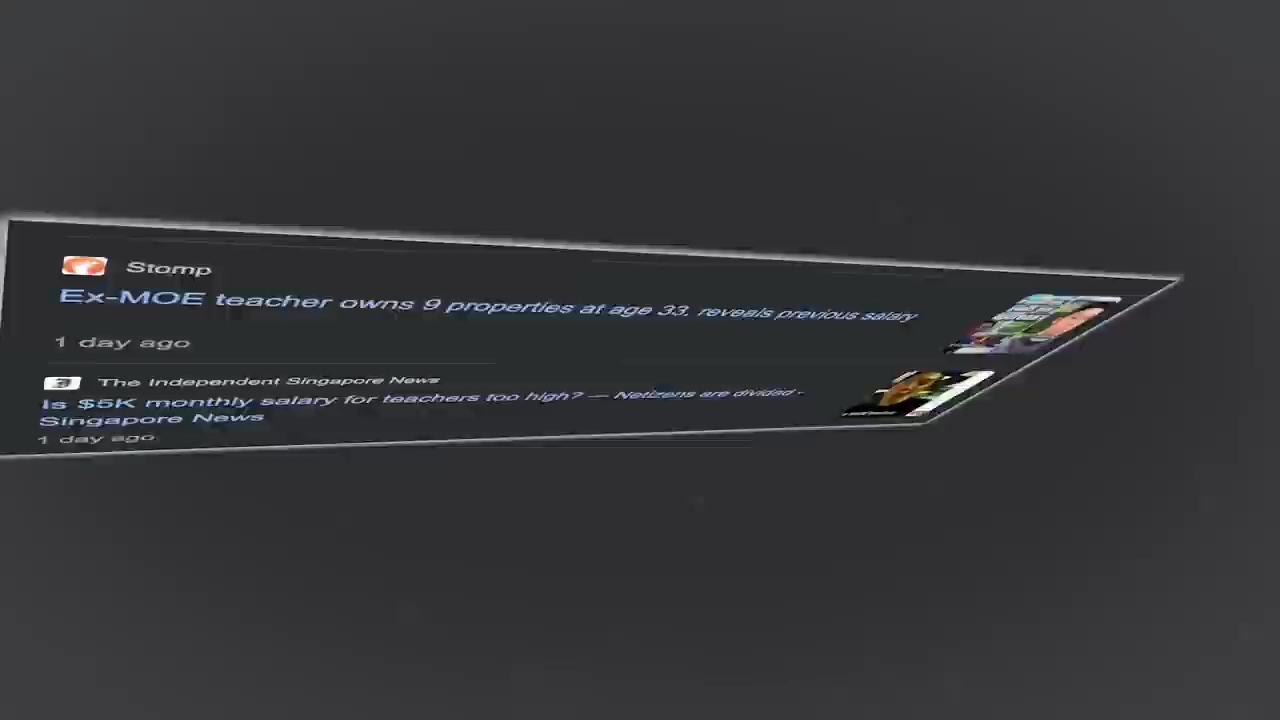 Stomp
Ex-MOE teacher owns 9 properties at age 33, reveals previous salary
1 day ago
The Independent Singapore News
Is $5K monthly salary for teachers too high? — Netizens are divided -
Singapore News
1 day ago